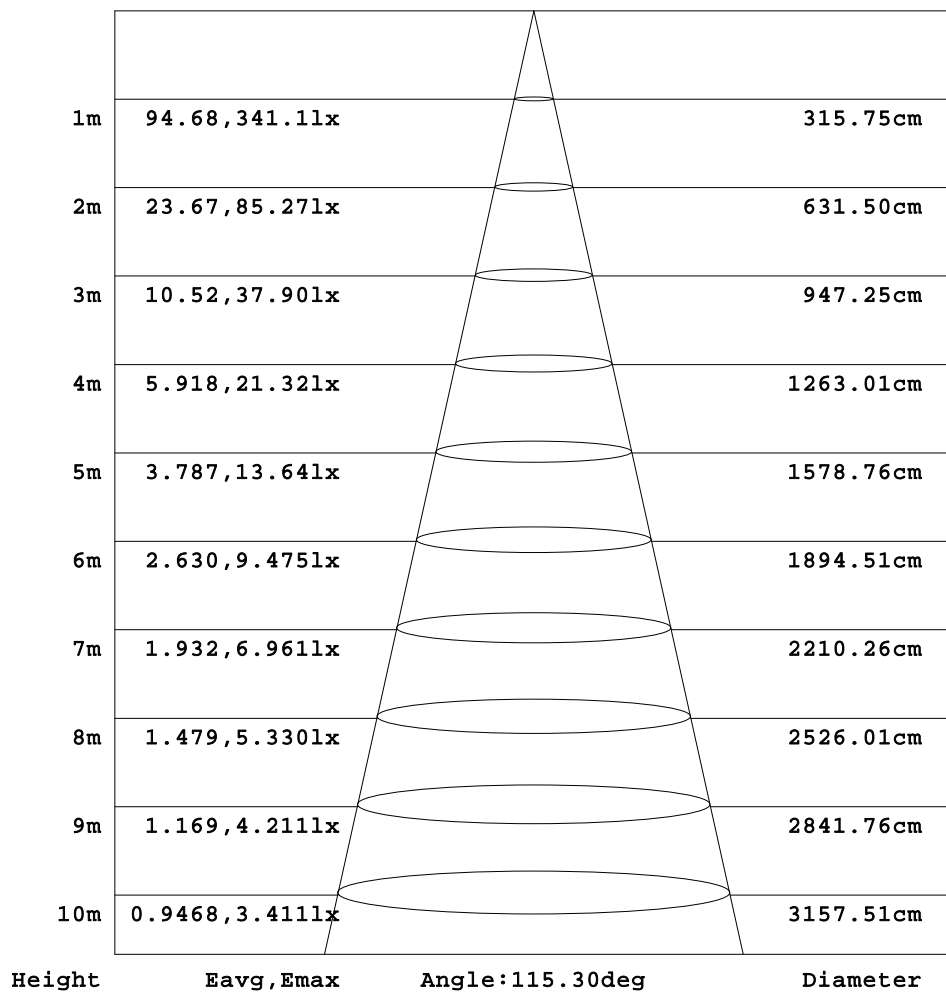 1m 94.68,341.1lx 315.75cm
2m 23.67,85.27lx 631.50cm
3m 10.52,37.90lx 947.25cm
4m 5.918,21.32lx 1263.01cm
5m 3.787,13.64lx 1578.76cm
6m 2.630,9.475lx 1894.51cm
7m 1.932,6.961lx 2210.26cm
8m 1.479,5.330lx 2526.01cm
9m 1.169,4.211lx 2841.76cm
10m 0.9468,3.411lx 3157.51cm
Height Eavg,Emax Angle:115.30deg Diameter